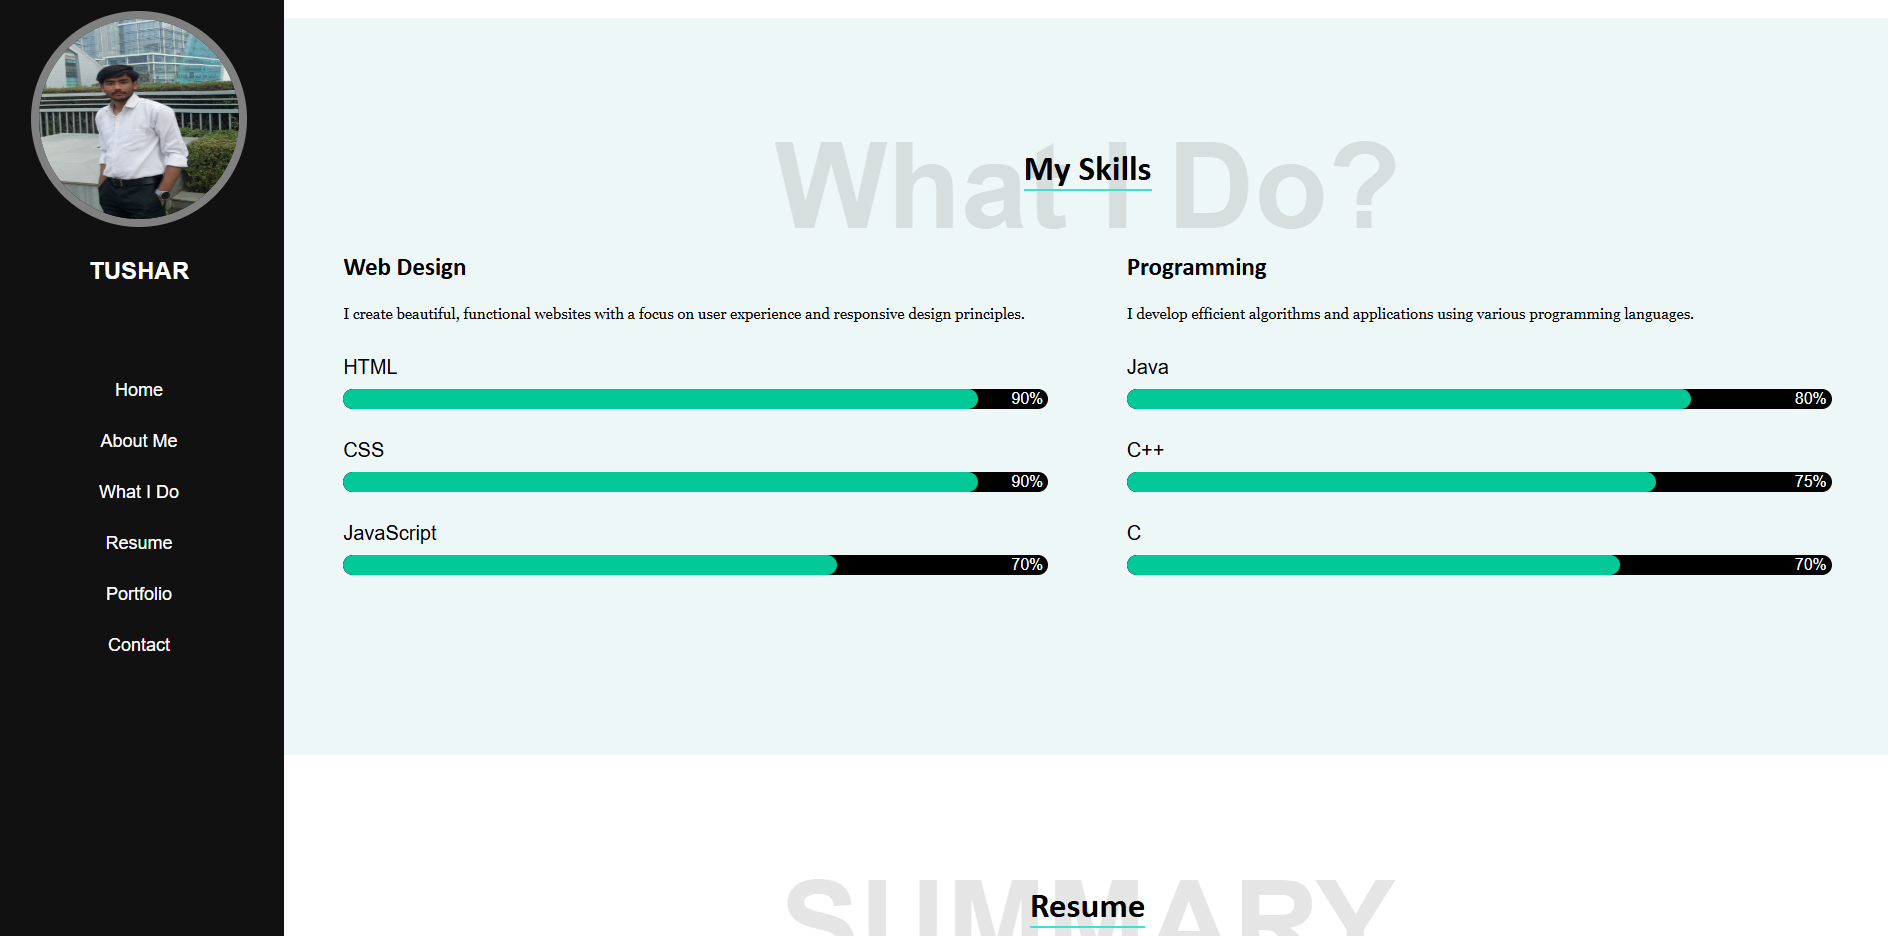 TUSHAR
Home
About Me
What I Do
Resume
Portfolio
Contact
What I Do?
My Skills
Web Design
I create beautiful, functional websites with a focus on user experience and responsive design principles.
HTML
90%
CSS
90%
JavaScript
70%
Programming
I develop efficient algorithms and applications using various programming languages.
Java
80%
C++
75%
C
70%
SUMMARY
Resume